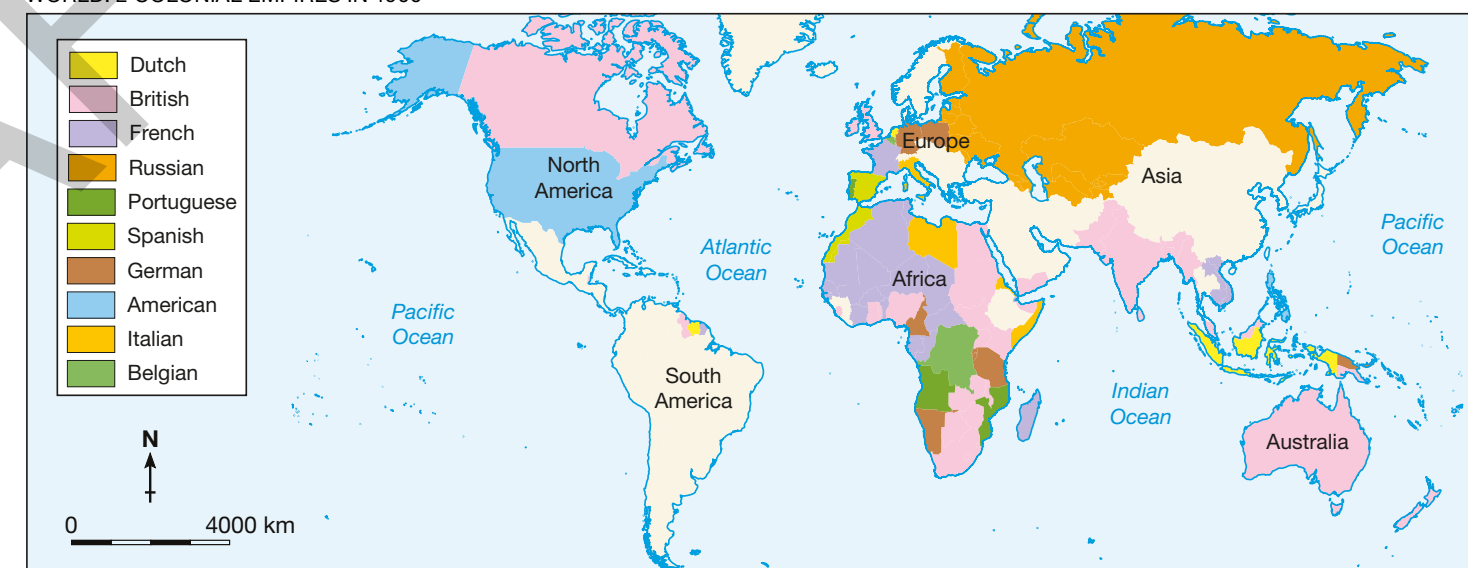 Dutch
British
French
Russian
Portuguese
Spanish
German
American
Italian
Belgian
N
0 4000 km
North
America
South
America
Europe
Africa
Asia
Australia
Atlantic
Ocean
Pacific
Ocean
Indian
Ocean
Pacific
Ocean